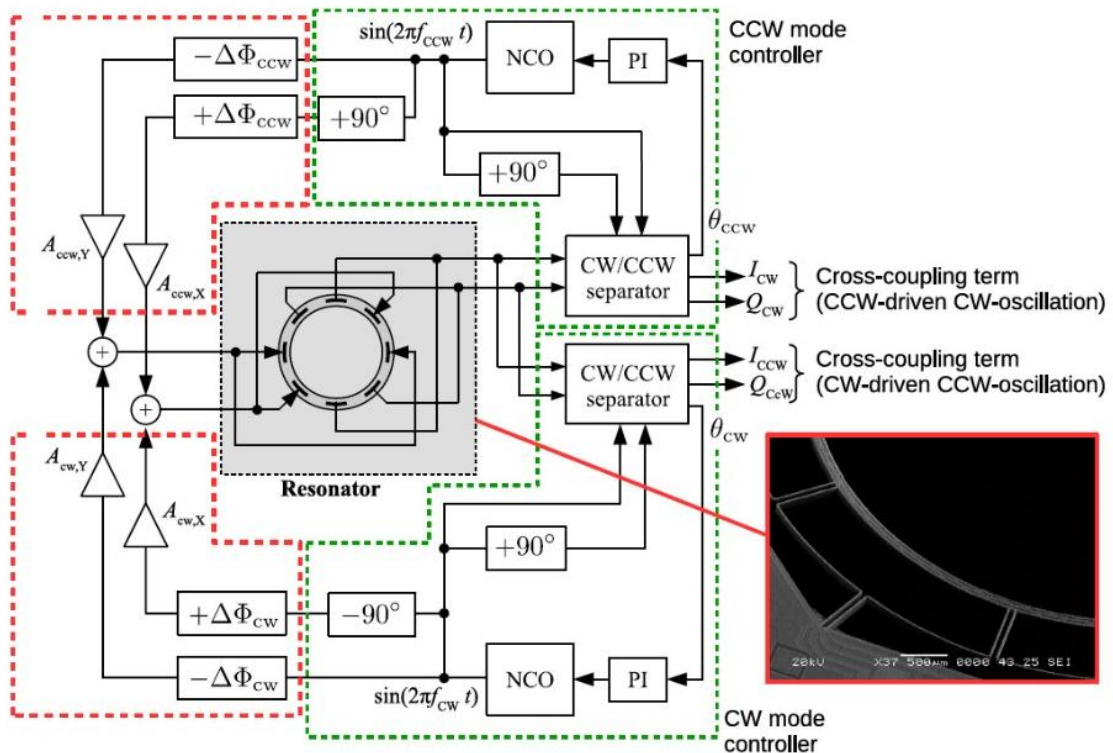 CCW mode
controller
sin(2πf_CCW t)
−ΔΦ_ccw
NCO
PI
+ΔΦ_ccw
+90°
+90°
A_ccw,Y
A_ccw,X
θ_CCW
CW/CCW
separator
I_CW
Q_CW
Cross-coupling term
(CCW-driven CW-oscillation)
+
CW/CCW
separator
I_CCW
Q_CcW
Cross-coupling term
(CW-driven CCW-oscillation)
+
θ_CW
A_cw,Y
Resonator
A_cw,X
+90°
+ΔΦ_cw
−90°
20kU X37 500μm 0000 43.25 SEI
−ΔΦ_cw
sin(2πf_CW t)
NCO
PI
CW mode
controller